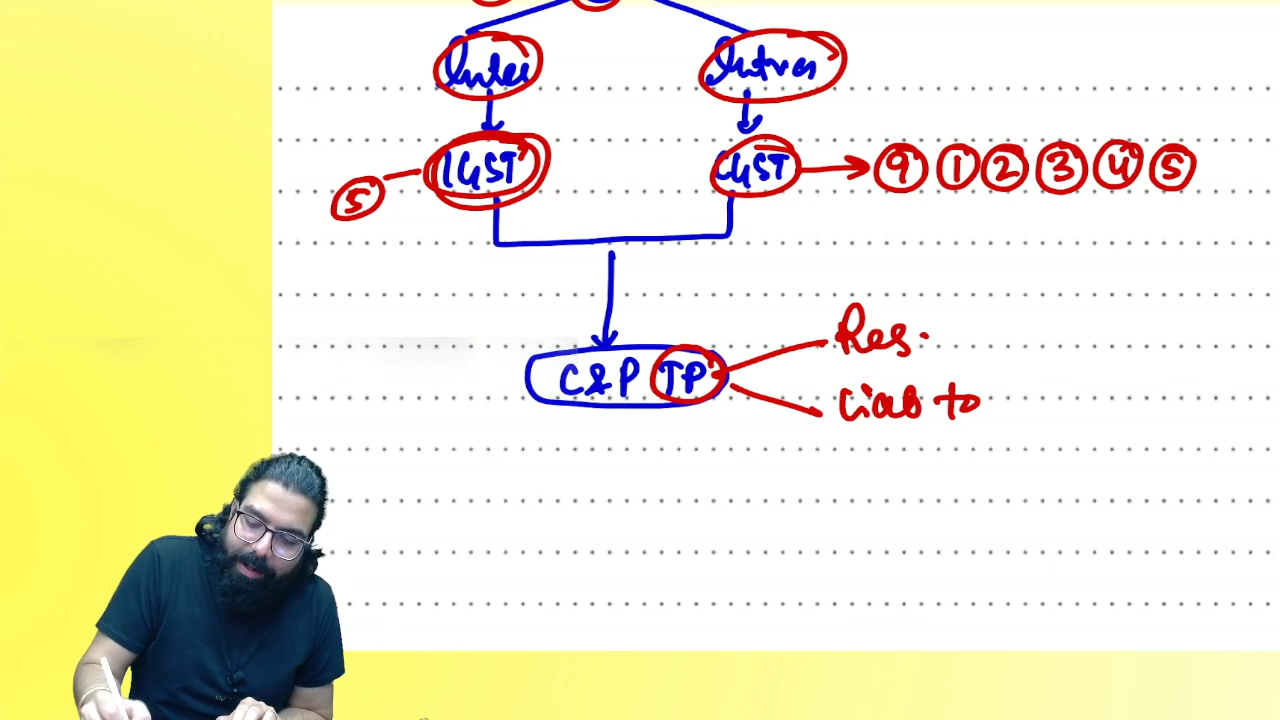 Inter Intra
IGST CGST → 9 1 2 3 4 5
5
Res.
C&P TP
Liab to